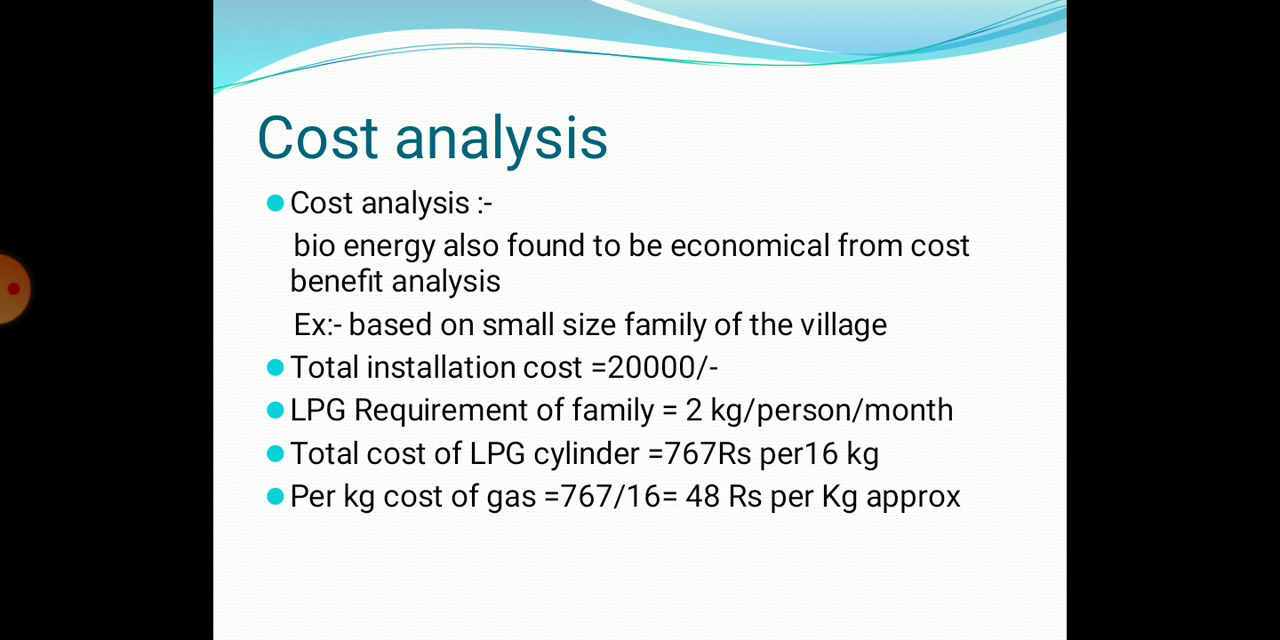 Cost analysis
Cost analysis :-
bio energy also found to be economical from cost
benefit analysis
Ex:- based on small size family of the village
Total installation cost =20000/-
LPG Requirement of family = 2 kg/person/month
Total cost of LPG cylinder =767Rs per16 kg
Per kg cost of gas =767/16= 48 Rs per Kg approx